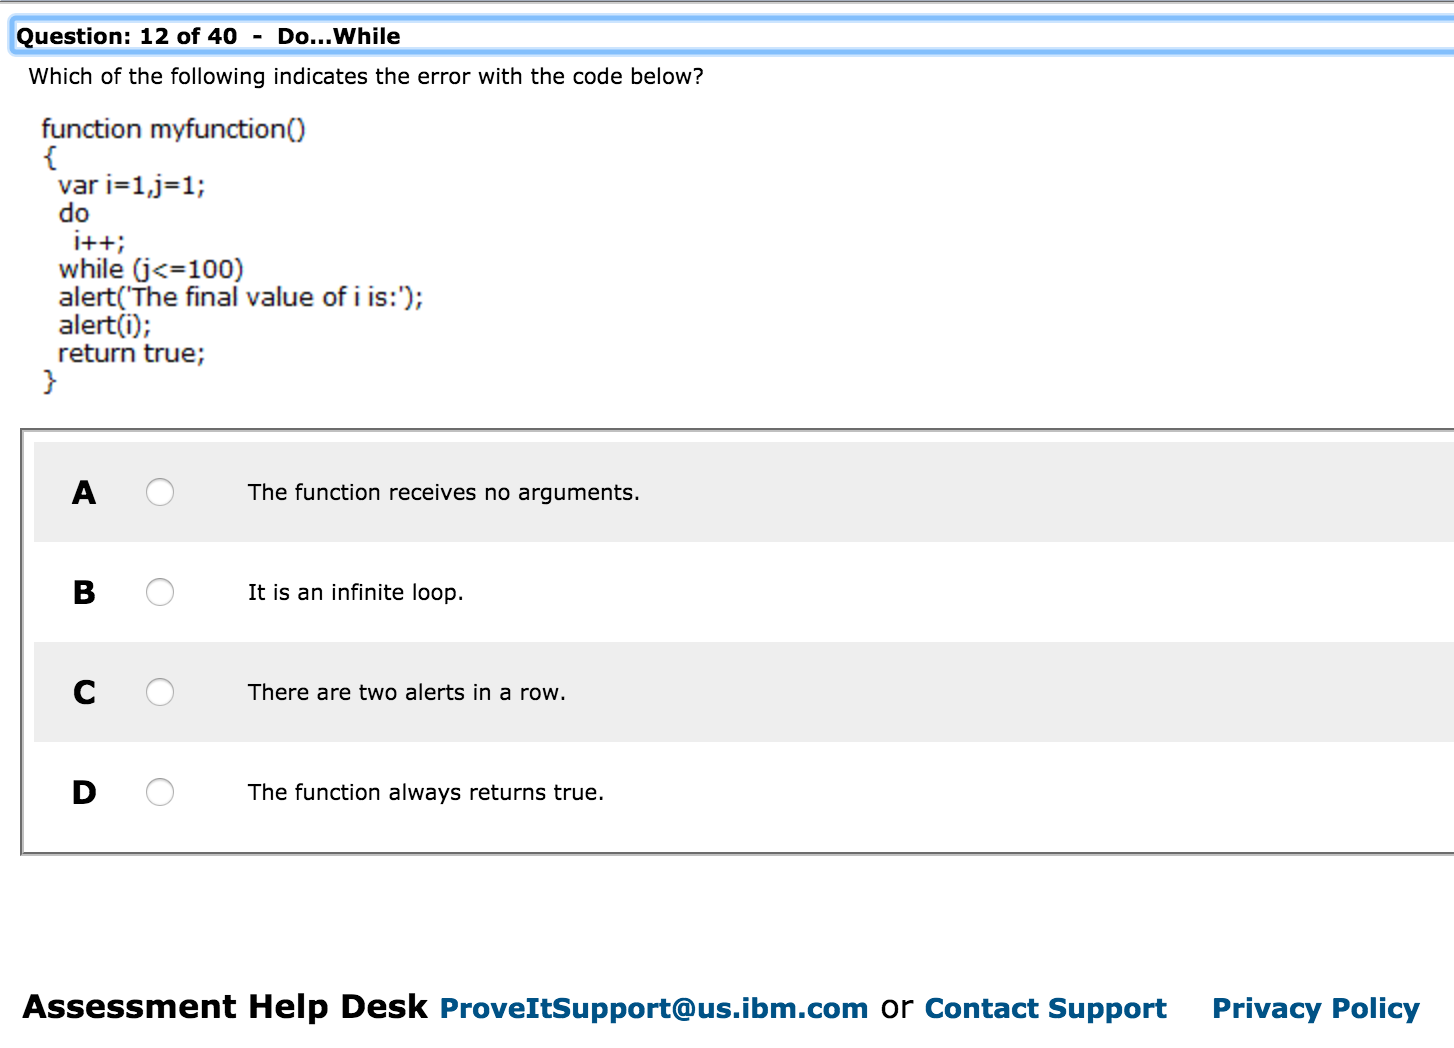 Question: 12 of 40 - Do...While
Which of the following indicates the error with the code below?
function myfunction()
{
var i=1,j=1;
do
i++;
while (j<=100)
alert('The final value of i is:');
alert(i);
return true;
}
A The function receives no arguments.
B It is an infinite loop.
C There are two alerts in a row.
D The function always returns true.
Assessment Help Desk ProveItSupport@us.ibm.com or Contact Support Privacy Policy